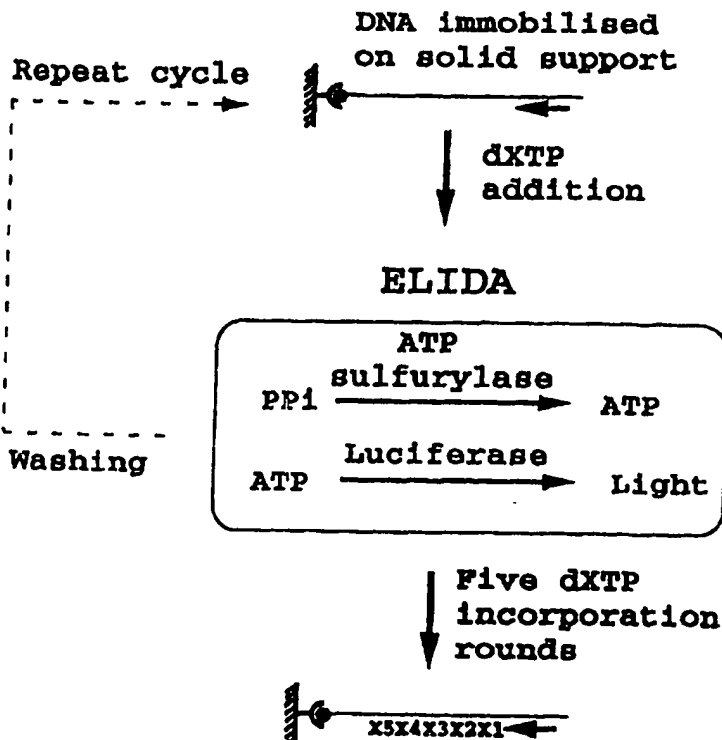 DNA immobilised
on solid support
Repeat cycle
dXTP
addition
ELIDA
ATP
sulfurylase
PPi
ATP
Luciferase
ATP
Light
Washing
Five dXTP
incorporation
rounds
X5X4X3X2X1